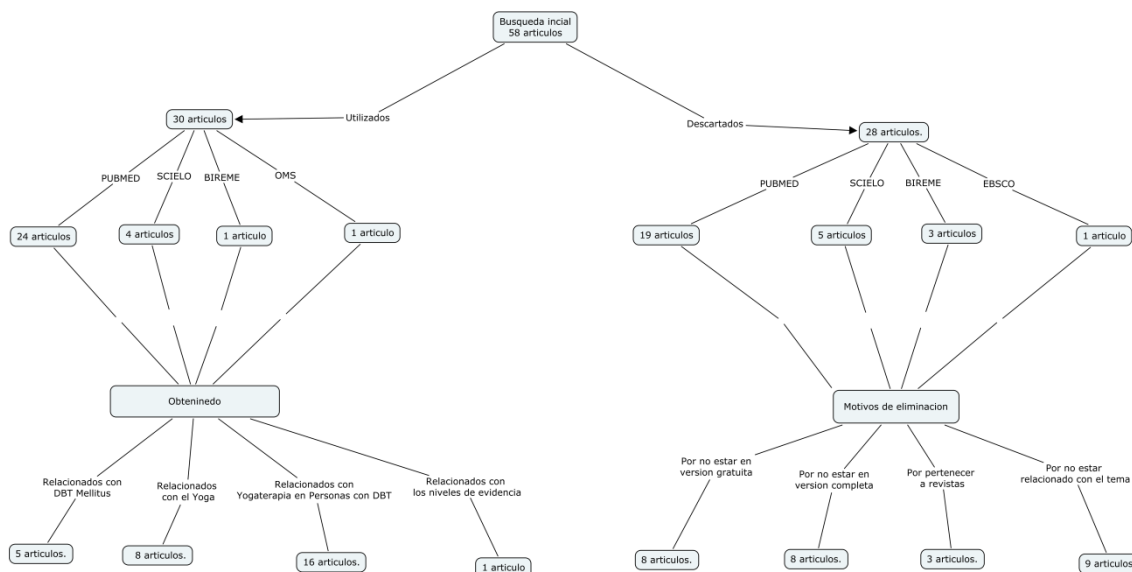 Busqueda incial
58 articulos
Utilizados
Descartados
30 articulos
28 articulos.
PUBMED
SCIELO
BIREME
OMS
PUBMED
SCIELO
BIREME
EBSCO
24 articulos
4 articulos
1 articulo
1 articulo
19 articulos
5 articulos
3 articulos
1 articulo
Obteninedo
Motivos de eliminacion
Relacionados con
DBT Mellitus
Relacionados
con el Yoga
Relacionados con
Yogaterapia en Personas con DBT
Relacionados con
los niveles de evidencia
Por no estar en
version gratuita
Por no estar en
version completa
Por pertenecer
a revistas
Por no estar
relacionado con el tema
5 articulos.
8 articulos.
16 articulos.
1 articulo
8 articulos.
8 articulos.
3 articulos.
9 articulos